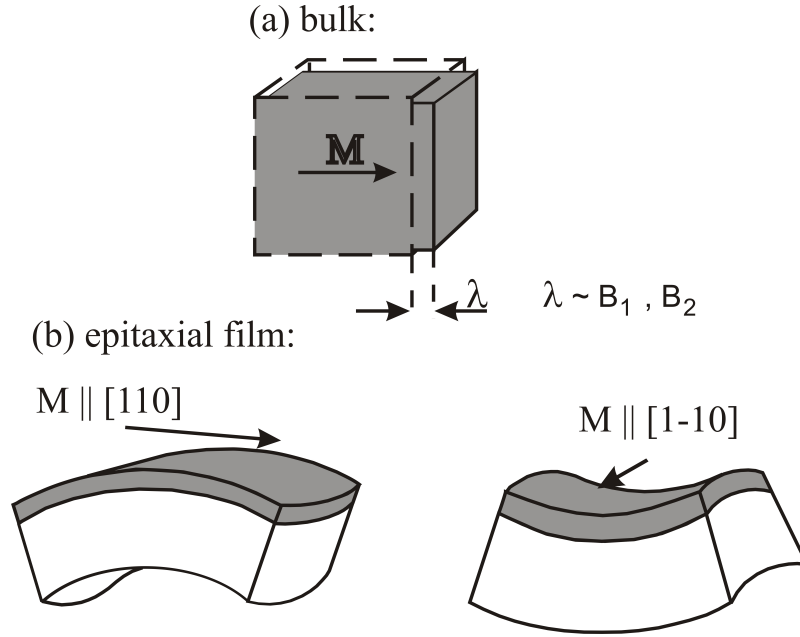 (a) bulk:
M
λ λ ~ B₁ , B₂
(b) epitaxial film:
M || [110]
M || [1-10]